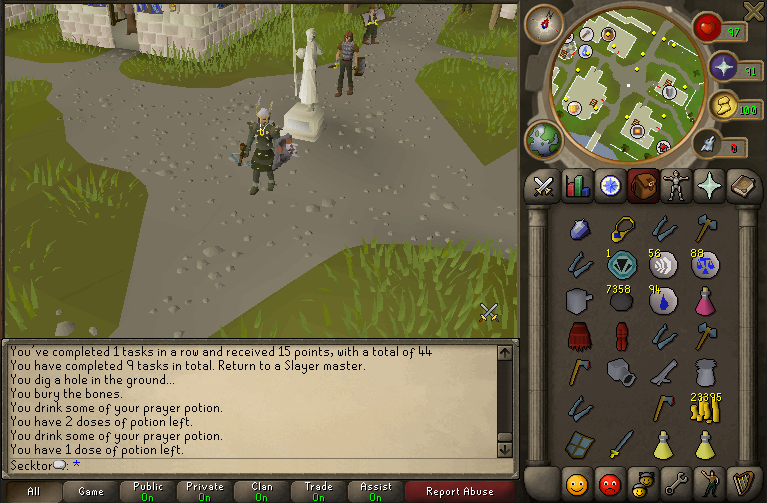 97
91
100
0
1
56
88
7358
94
23395
You've completed 1 tasks in a row and received 15 points, with a total of 44
You have completed 9 tasks in total. Return to a Slayer master.
You dig a hole in the ground...
You bury the bones.
You drink some of your prayer potion.
You have 2 doses of potion left.
You drink some of your prayer potion.
You have 1 dose of potion left.
Secktor: *
All
Game
Public
On
Private
On
Clan
On
Trade
On
Assist
On
Report Abuse